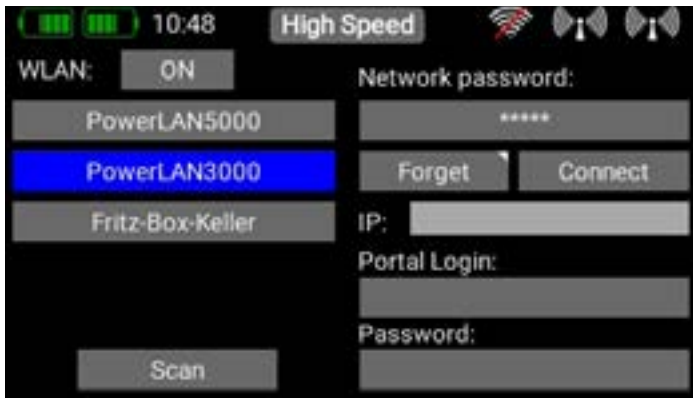 10:48 High Speed
WLAN: ON
PowerLAN5000
PowerLAN3000
Fritz-Box-Keller
Scan
Network password:
*****
Forget Connect
IP:
Portal Login:
Password: